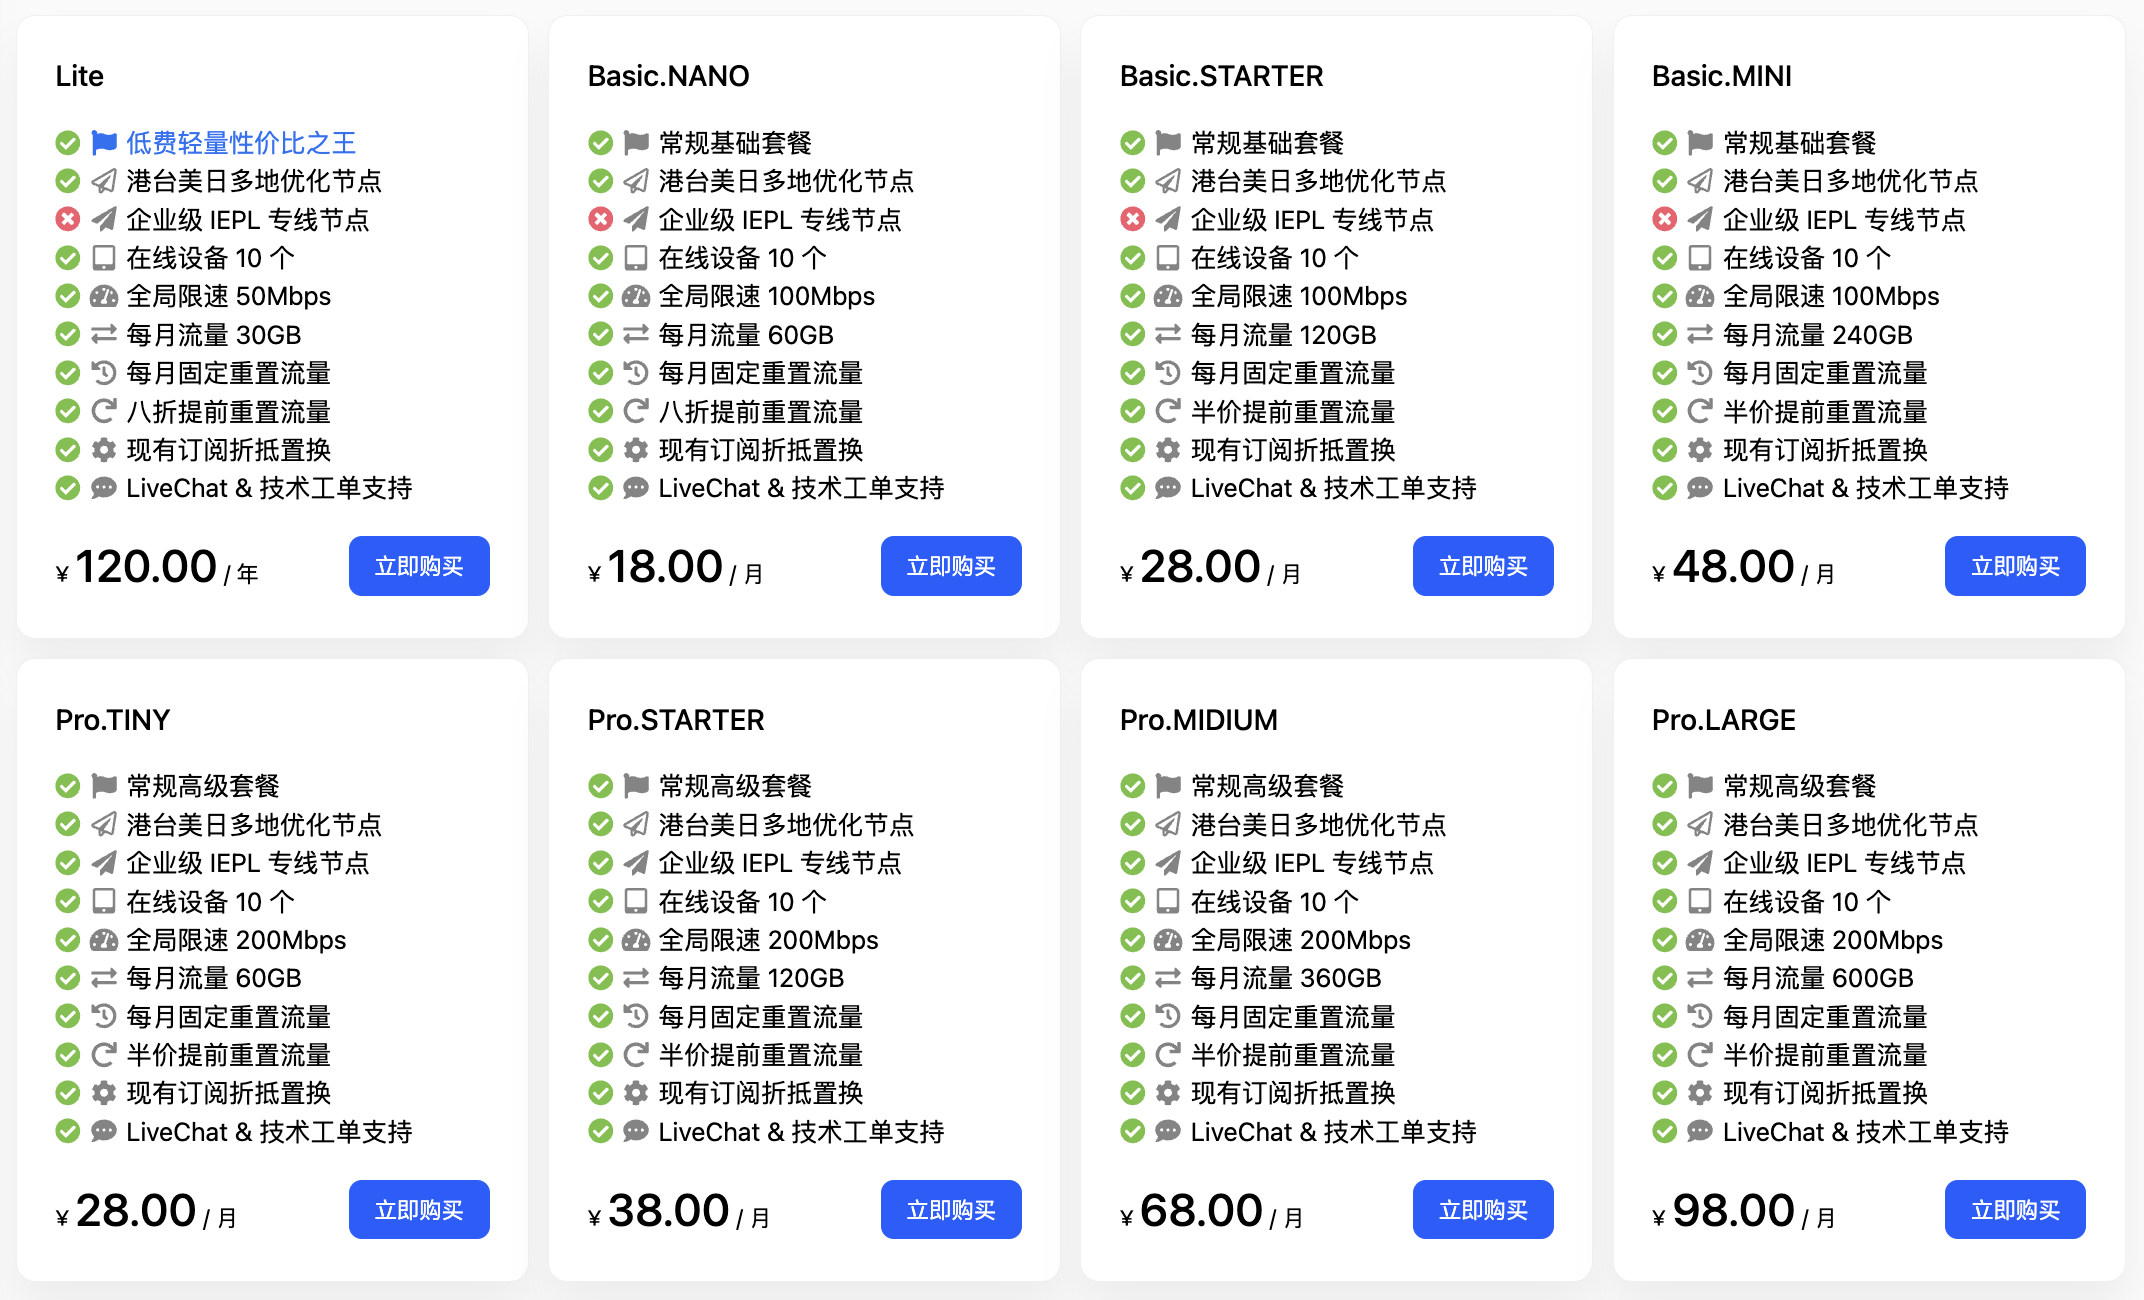 Lite
低费轻量性价比之王
港台美日多地优化节点
企业级 IEPL 专线节点
在线设备 10 个
全局限速 50Mbps
每月流量 30GB
每月固定重置流量
八折提前重置流量
现有订阅折抵置换
LiveChat & 技术工单支持
¥ 120.00 / 年
立即购买
Basic.NANO
常规基础套餐
港台美日多地优化节点
企业级 IEPL 专线节点
在线设备 10 个
全局限速 100Mbps
每月流量 60GB
每月固定重置流量
八折提前重置流量
现有订阅折抵置换
LiveChat & 技术工单支持
¥ 18.00 / 月
立即购买
Basic.STARTER
常规基础套餐
港台美日多地优化节点
企业级 IEPL 专线节点
在线设备 10 个
全局限速 100Mbps
每月流量 120GB
每月固定重置流量
半价提前重置流量
现有订阅折抵置换
LiveChat & 技术工单支持
¥ 28.00 / 月
立即购买
Basic.MINI
常规基础套餐
港台美日多地优化节点
企业级 IEPL 专线节点
在线设备 10 个
全局限速 100Mbps
每月流量 240GB
每月固定重置流量
半价提前重置流量
现有订阅折抵置换
LiveChat & 技术工单支持
¥ 48.00 / 月
立即购买
Pro.TINY
常规高级套餐
港台美日多地优化节点
企业级 IEPL 专线节点
在线设备 10 个
全局限速 200Mbps
每月流量 60GB
每月固定重置流量
半价提前重置流量
现有订阅折抵置换
LiveChat & 技术工单支持
¥ 28.00 / 月
立即购买
Pro.STARTER
常规高级套餐
港台美日多地优化节点
企业级 IEPL 专线节点
在线设备 10 个
全局限速 200Mbps
每月流量 120GB
每月固定重置流量
半价提前重置流量
现有订阅折抵置换
LiveChat & 技术工单支持
¥ 38.00 / 月
立即购买
Pro.MIDIUM
常规高级套餐
港台美日多地优化节点
企业级 IEPL 专线节点
在线设备 10 个
全局限速 200Mbps
每月流量 360GB
每月固定重置流量
半价提前重置流量
现有订阅折抵置换
LiveChat & 技术工单支持
¥ 68.00 / 月
立即购买
Pro.LARGE
常规高级套餐
港台美日多地优化节点
企业级 IEPL 专线节点
在线设备 10 个
全局限速 200Mbps
每月流量 600GB
每月固定重置流量
半价提前重置流量
现有订阅折抵置换
LiveChat & 技术工单支持
¥ 98.00 / 月
立即购买